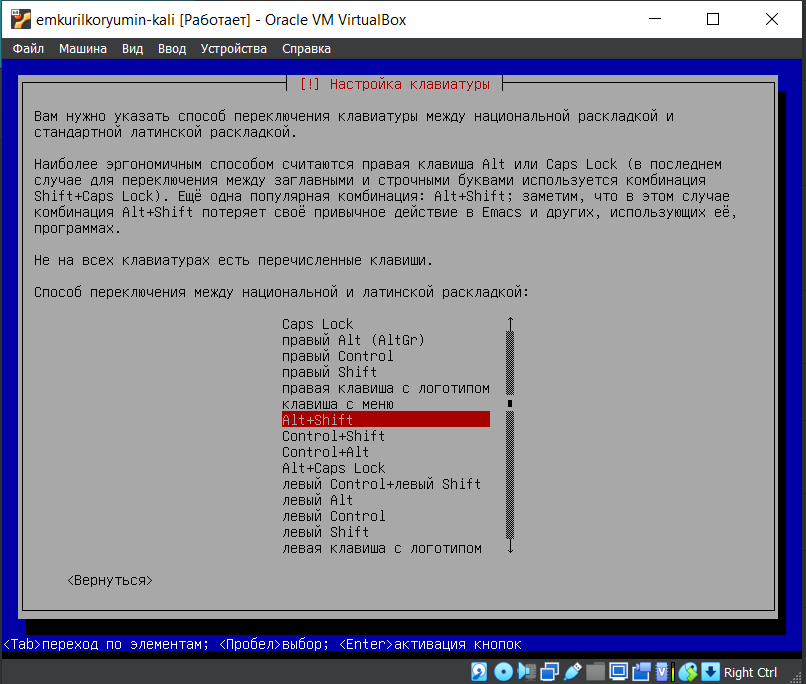 emkurilkoryumin-kali [Работает] - Oracle VM VirtualBox
Файл Машина Вид Ввод Устройства Справка
[!] Настройка клавиатуры
Вам нужно указать способ переключения клавиатуры между национальной раскладкой и
стандартной латинской раскладкой.
Наиболее эргономичным способом считаются правая клавиша Alt или Caps Lock (в последнем
случае для переключения между заглавными и строчными буквами используется комбинация
Shift+Caps Lock). Ещё одна популярная комбинация: Alt+Shift; заметим, что в этом случае
комбинация Alt+Shift потеряет своё привычное действие в Emacs и других, использующих её,
программах.
Не на всех клавиатурах есть перечисленные клавиши.
Способ переключения между национальной и латинской раскладкой:
Caps Lock
правый Alt (AltGr)
правый Control
правый Shift
правая клавиша с логотипом
клавиша с меню
Alt+Shift
Control+Shift
Control+Alt
Alt+Caps Lock
левый Control+левый Shift
левый Alt
левый Control
левый Shift
левая клавиша с логотипом
<Вернуться>
<Tab>переход по элементам; <Пробел>выбор; <Enter>активация кнопок
Right Ctrl